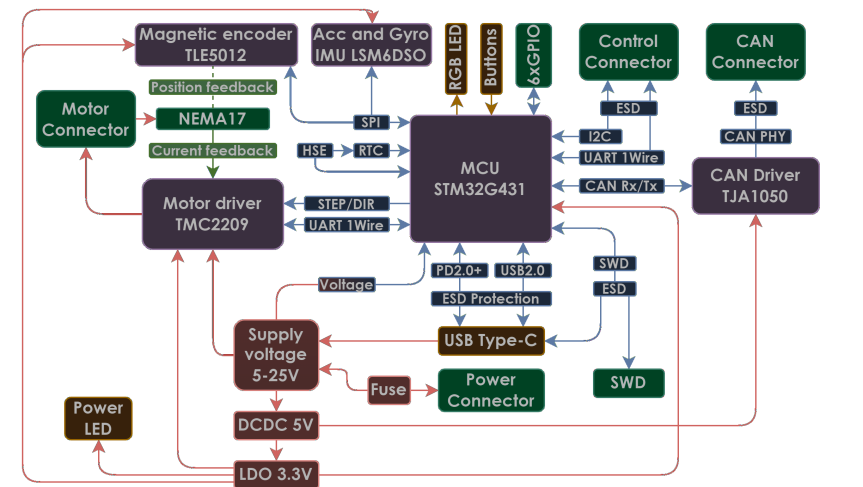 Magnetic encoder
TLE5012
Acc and Gyro
IMU LSM6DSO
RGB LED
Buttons
6xGPIO
Control
Connector
CAN
Connector
Position feedback
Motor
Connector
NEMA17
SPI
ESD
ESD
I2C
CAN PHY
Current feedback
HSE
RTC
MCU
STM32G431
UART 1Wire
CAN Rx/Tx
CAN Driver
TJA1050
Motor driver
TMC2209
STEP/DIR
UART 1Wire
PD2.0+
USB2.0
SWD
Voltage
ESD Protection
ESD
Supply
voltage
5-25V
USB Type-C
Fuse
Power
Connector
SWD
Power
LED
DCDC 5V
LDO 3.3V